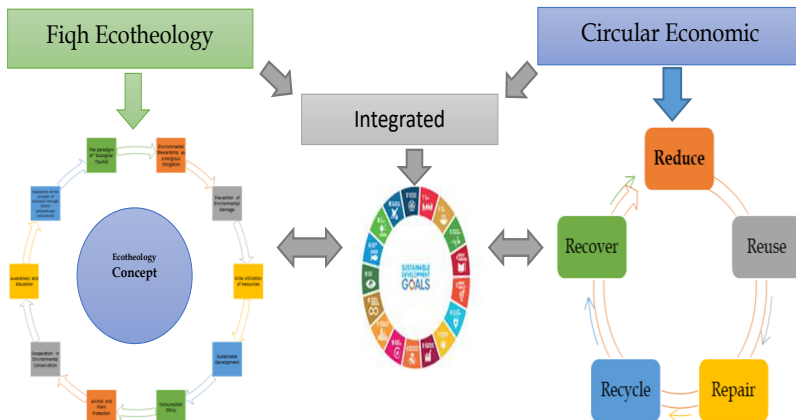 Fiqh Ecotheology
Circular Economic
Integrated
The paradigm
of "Ecological
Environmental
Stewardship as
a Religious
Obligation
Prevention of
Environmental
Damage
Wise Utilization
of Resources
Sustainable
Development
Consumption
Ethics
Animal and
Plant
Protection
Cooperation in
Environmental
Conservation
Awareness and
Education
Ecotheology
Concept
SUSTAINABLE
DEVELOPMENT
GOALS
Reduce
Reuse
Repair
Recycle
Recover